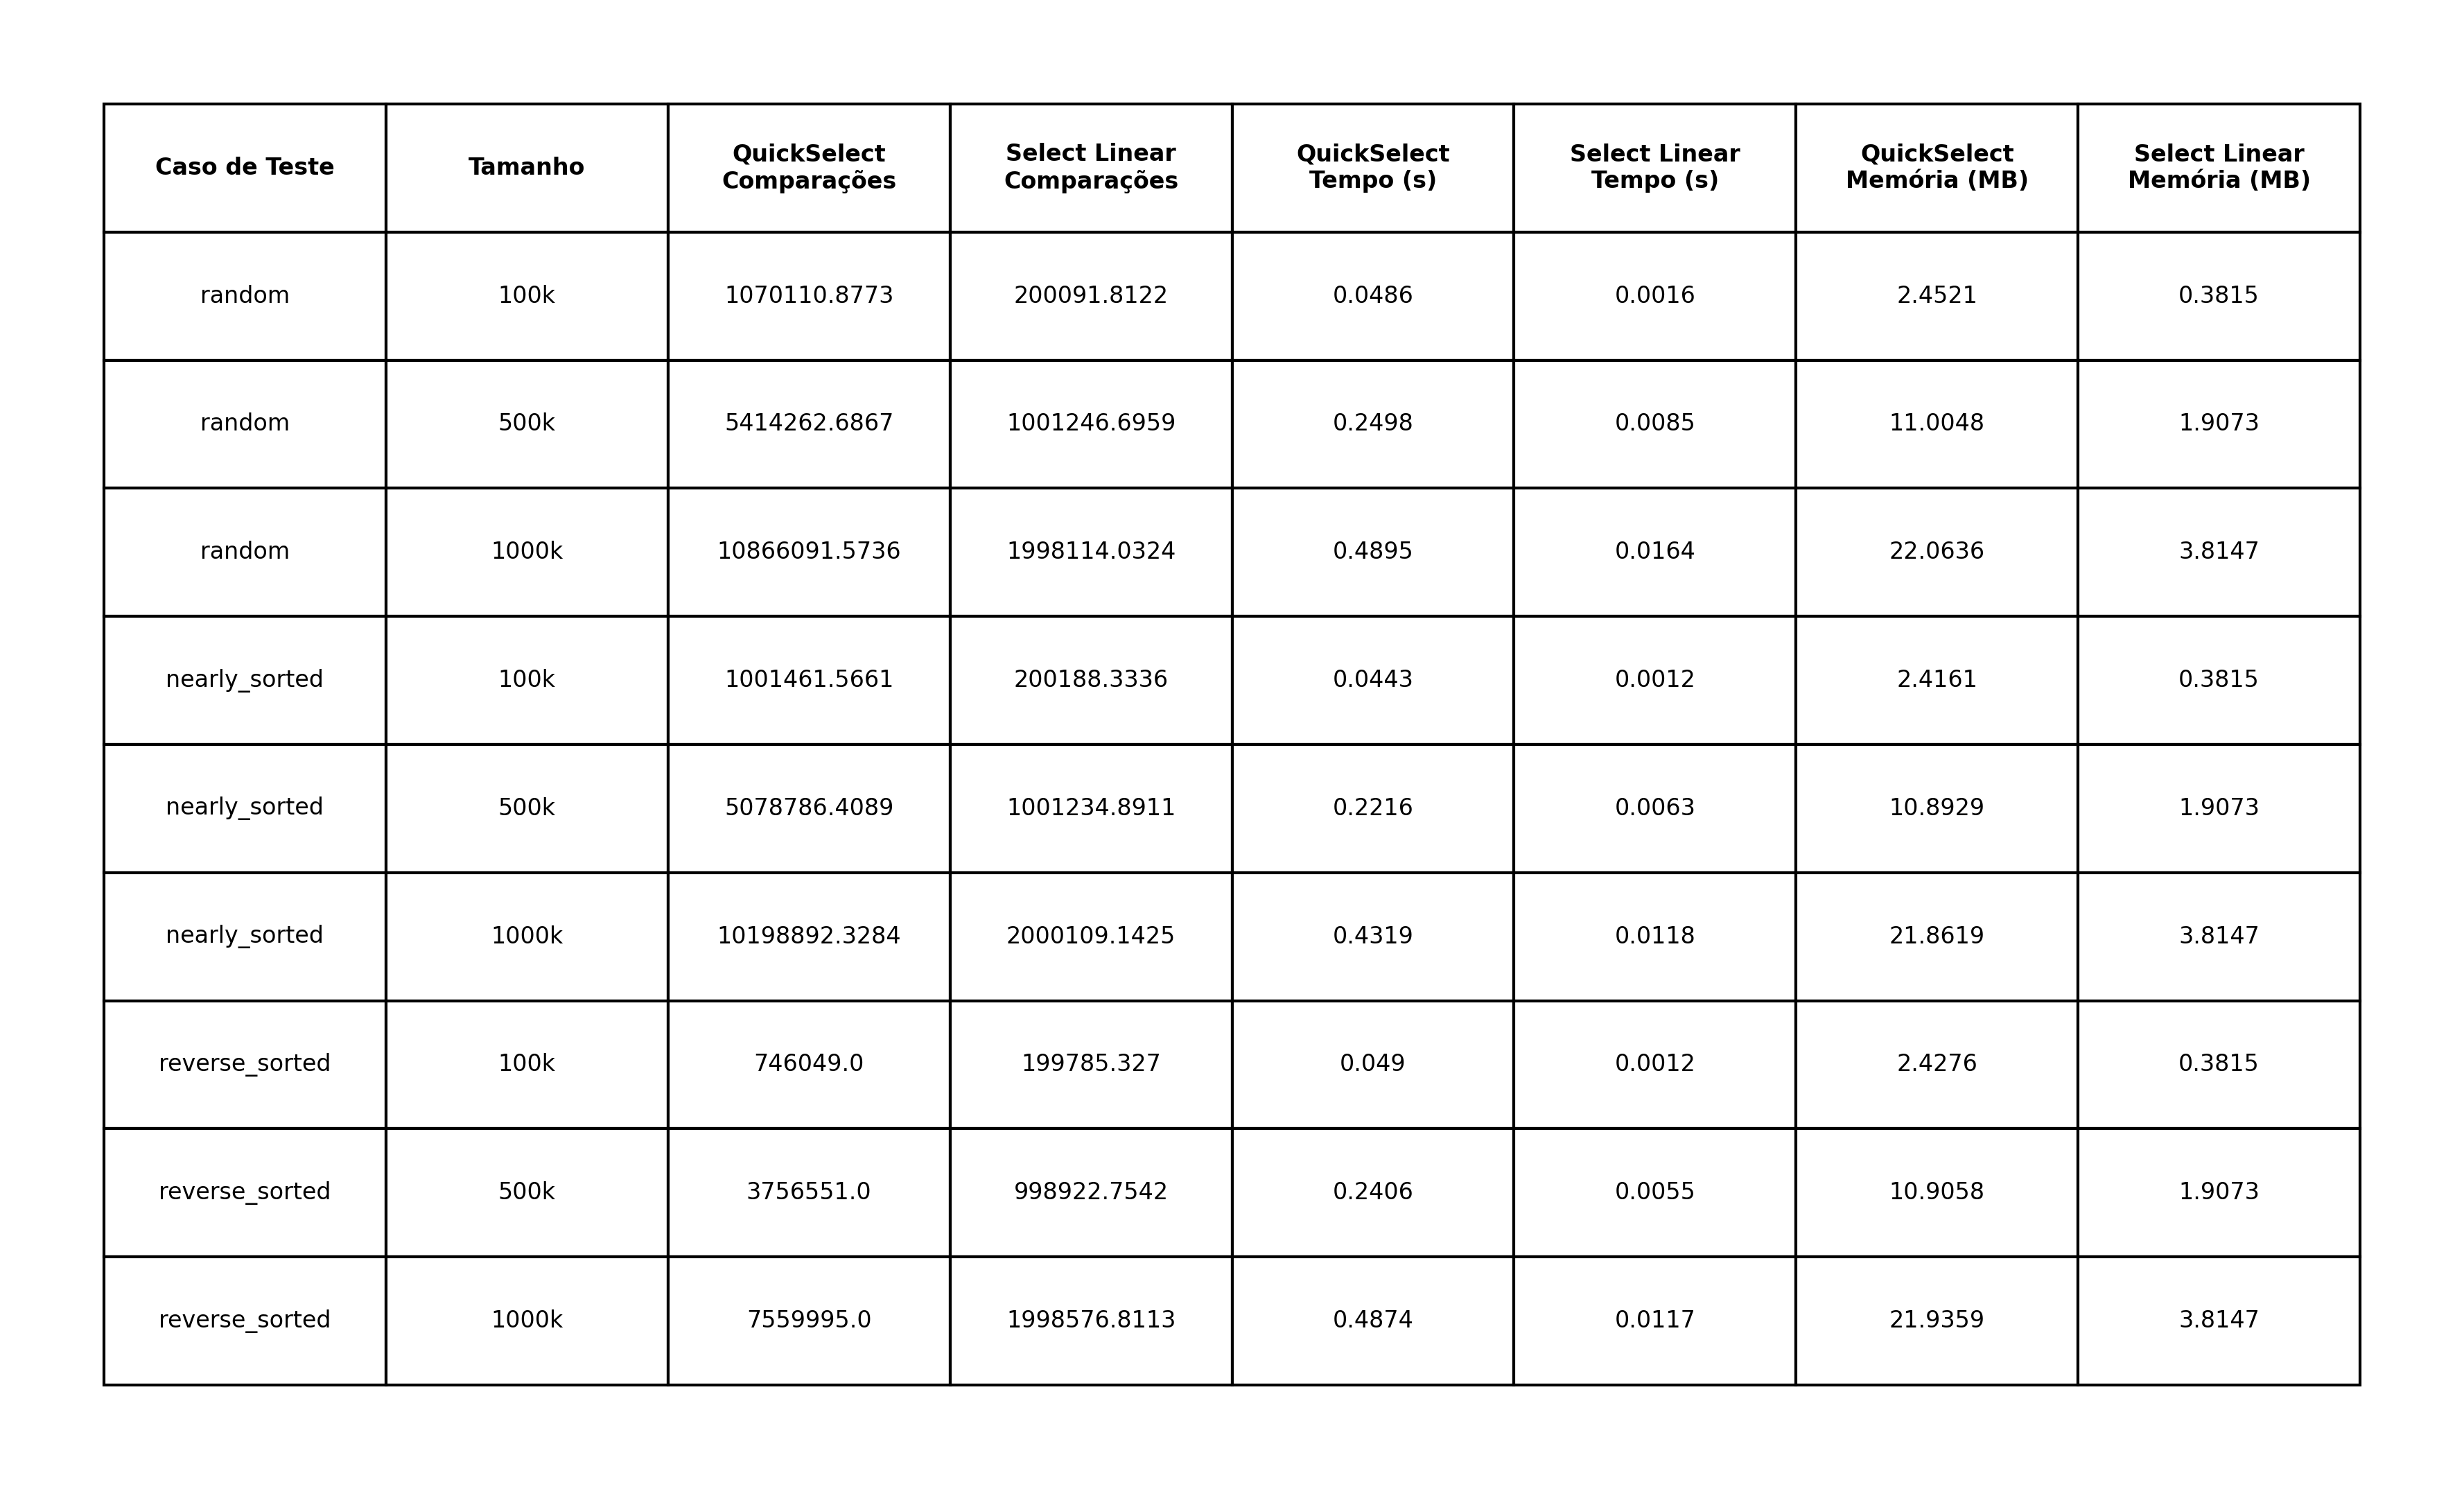 Caso de Teste Tamanho QuickSelect Comparações Select Linear Comparações QuickSelect Tempo (s) Select Linear Tempo (s) QuickSelect Memória (MB) Select Linear Memória (MB)
random 100k 1070110.8773 200091.8122 0.0486 0.0016 2.4521 0.3815
random 500k 5414262.6867 1001246.6959 0.2498 0.0085 11.0048 1.9073
random 1000k 10866091.5736 1998114.0324 0.4895 0.0164 22.0636 3.8147
nearly_sorted 100k 1001461.5661 200188.3336 0.0443 0.0012 2.4161 0.3815
nearly_sorted 500k 5078786.4089 1001234.8911 0.2216 0.0063 10.8929 1.9073
nearly_sorted 1000k 10198892.3284 2000109.1425 0.4319 0.0118 21.8619 3.8147
reverse_sorted 100k 746049.0 199785.327 0.049 0.0012 2.4276 0.3815
reverse_sorted 500k 3756551.0 998922.7542 0.2406 0.0055 10.9058 1.9073
reverse_sorted 1000k 7559995.0 1998576.8113 0.4874 0.0117 21.9359 3.8147